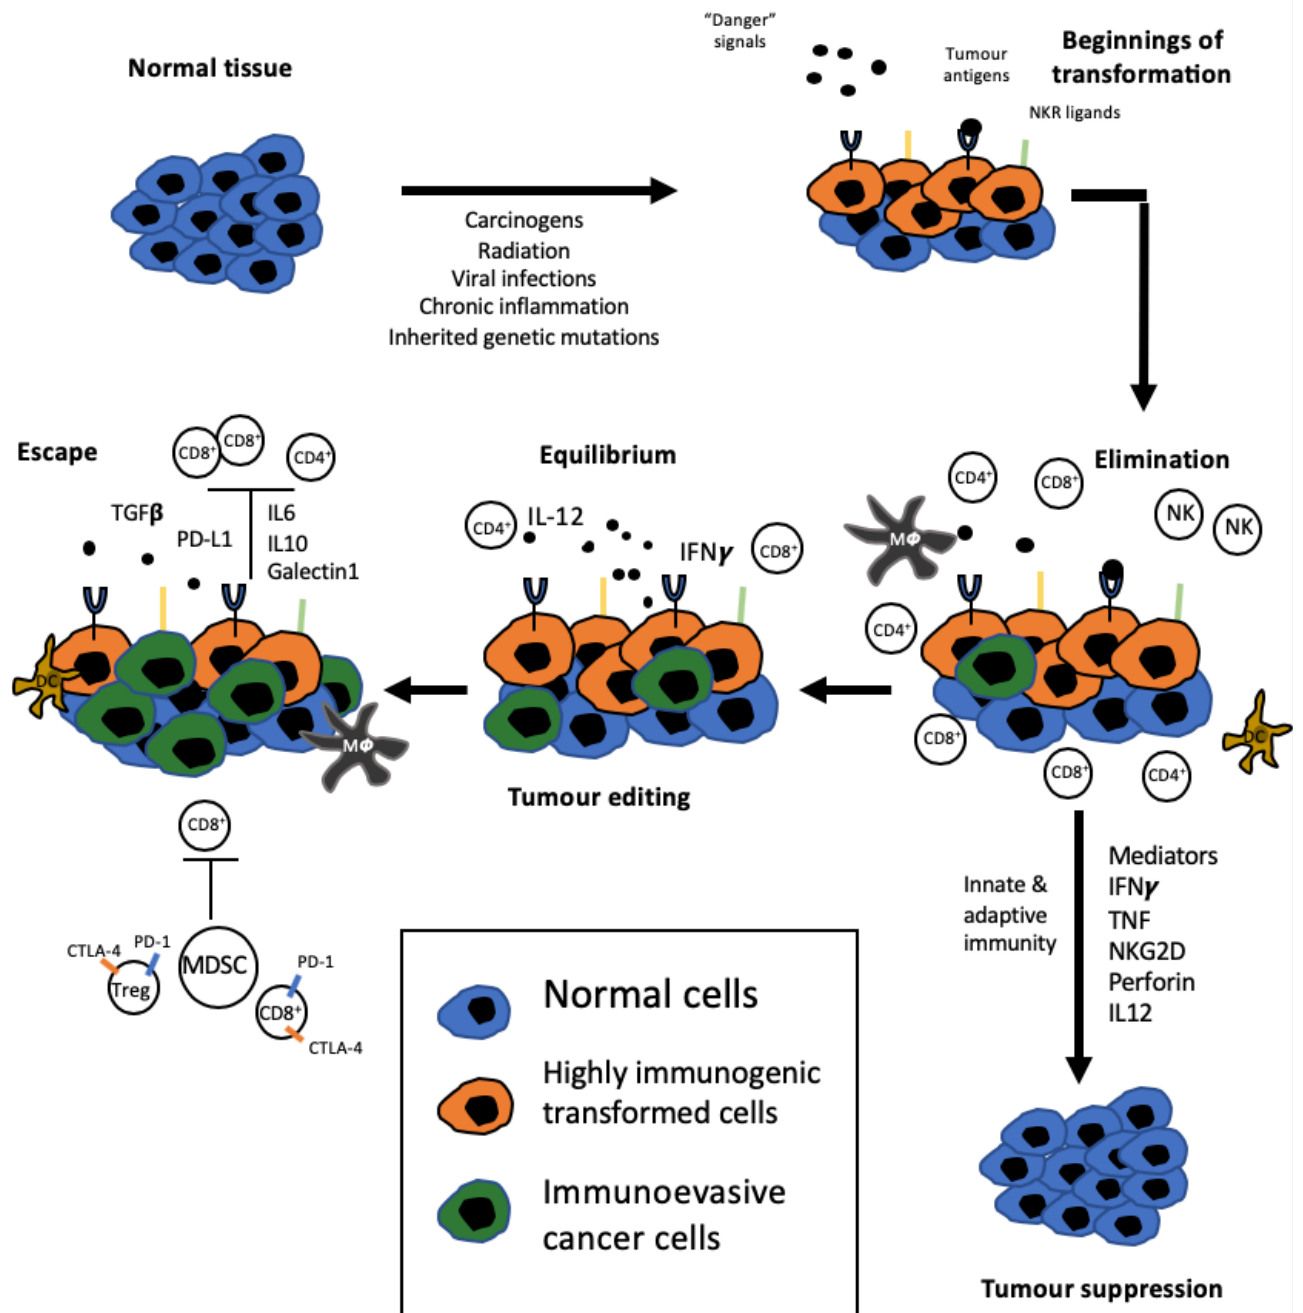 Normal tissue
Carcinogens
Radiation
Viral infections
Chronic inflammation
Inherited genetic mutations
“Danger”
signals
Tumour
antigens
NKR ligands
Beginnings of
transformation
Elimination
CD4⁺
CD8⁺
NK
NK
MΦ
CD4⁺
CD8⁺
CD8⁺
CD4⁺
DC
Innate &
adaptive
immunity
Mediators
IFNγ
TNF
NKG2D
Perforin
IL12
Tumour suppression
Equilibrium
CD4⁺
IL-12
IFNγ
CD8⁺
Tumour editing
Escape
CD8⁺
CD8⁺
CD4⁺
TGFβ
PD-L1
IL6
IL10
Galectin1
DC
MΦ
CD8⁺
CTLA-4
PD-1
Treg
MDSC
PD-1
CD8⁺
CTLA-4
Normal cells
Highly immunogenic
transformed cells
Immunoevasive
cancer cells